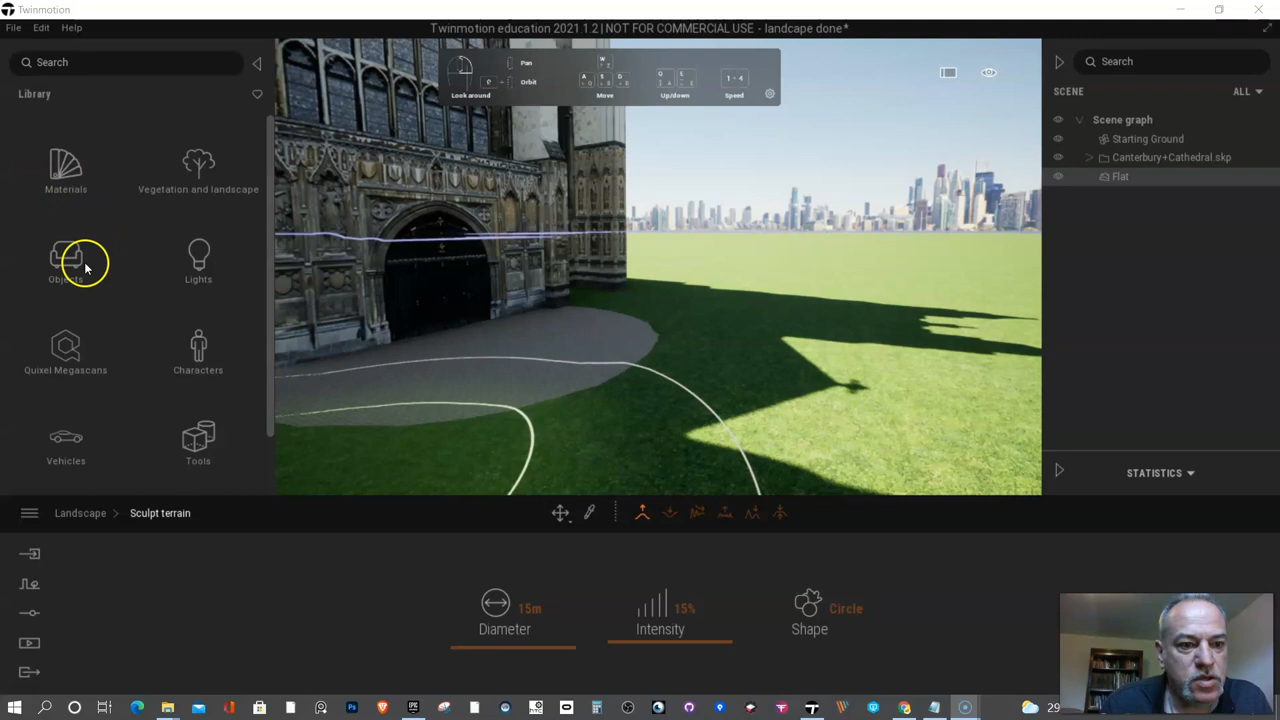 Twinmotion
File Edit Help
Twinmotion education 2021.1.2 | NOT FOR COMMERCIAL USE - landcape done*
Search
Library
Materials
Vegetation and landscape
Objects
Lights
Quixel Megascans
Characters
Vehicles
Tools
Look around
Pan
Orbit
W
A S D
Move
Q E
Up/down
1 - 4
Speed
Search
SCENE
ALL
Scene graph
Starting Ground
Canterbury+Cathedral.skp
Flat
STATISTICS
Landscape > Sculpt terrain
15m
Diameter
15%
Intensity
Circle
Shape
29